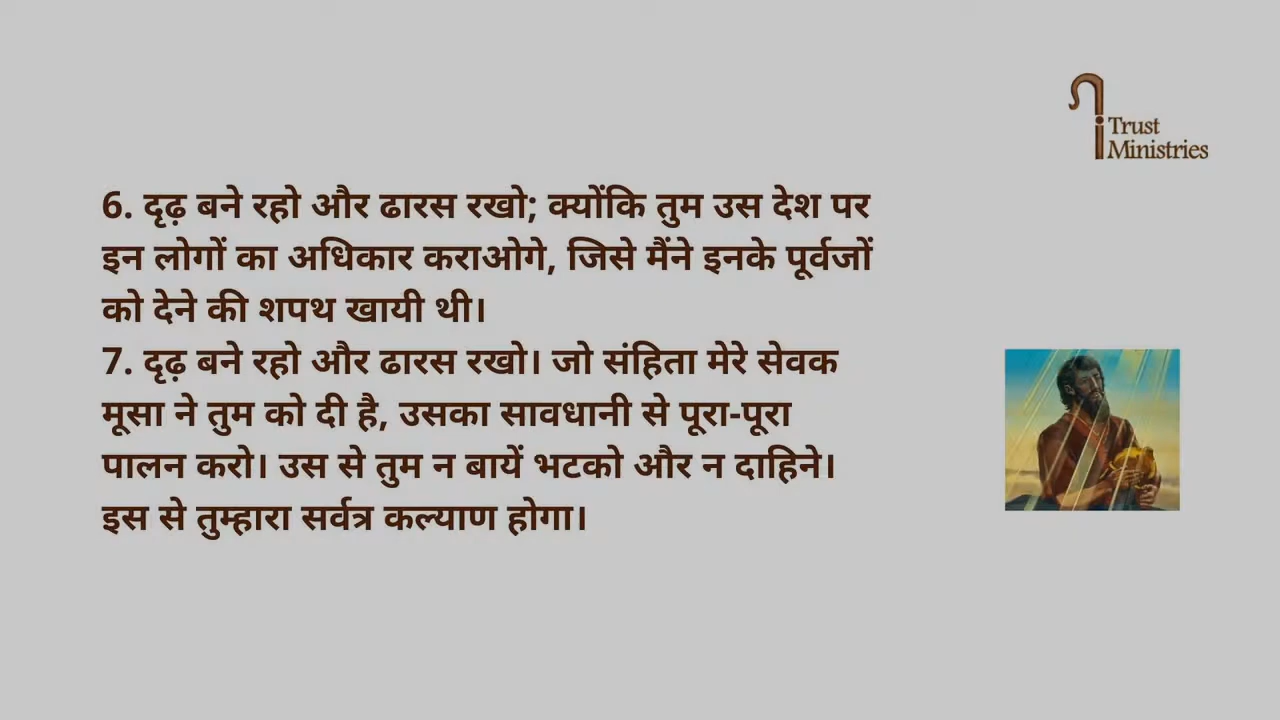 Trust
Ministries
6. दृढ़ बने रहो और ढारस रखो; क्योंकि तुम उस देश पर
इन लोगों का अधिकार कराओगे, जिसे मैंने इनके पूर्वजों
को देने की शपथ खायी थी।
7. दृढ़ बने रहो और ढारस रखो। जो संहिता मेरे सेवक
मूसा ने तुम को दी है, उसका सावधानी से पूरा-पूरा
पालन करो। उस से तुम न बायें भटको और न दाहिने।
इस से तुम्हारा सर्वत्र कल्याण होगा।